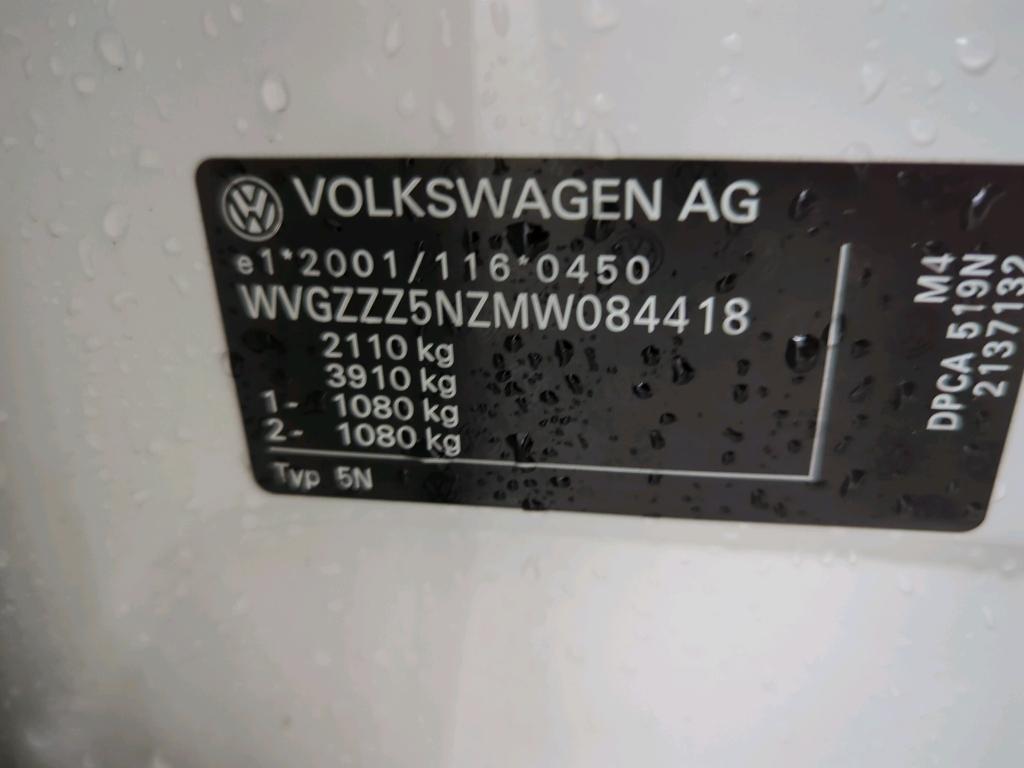 VOLKSWAGEN AG
e1*2001/116*0450
WVGZZZ5NZMW084418
2110 kg
3910 kg
1- 1080 kg
2- 1080 kg
Typ 5N
M4
DPCA 519N
2137132